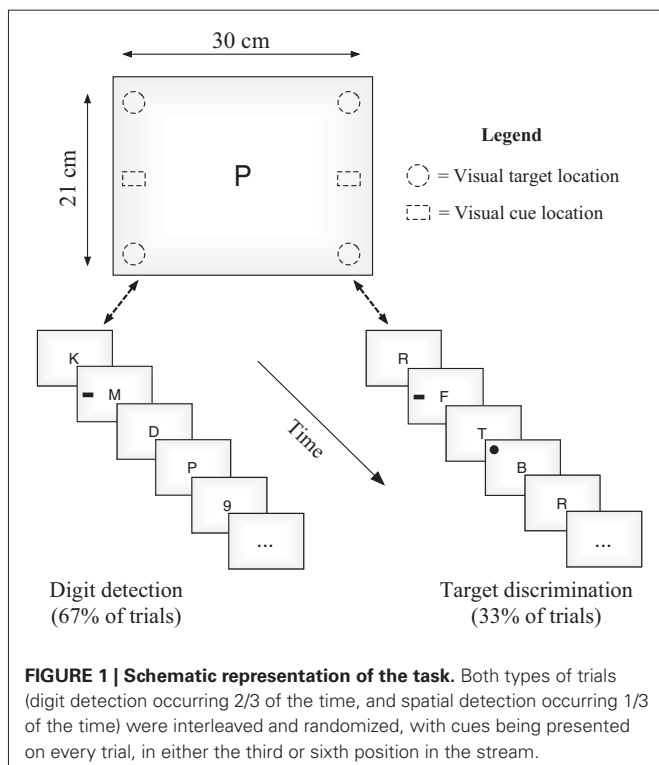 30 cm
21 cm
P
Legend
= Visual target location
= Visual cue location
K
M
D
P
9
...
Time
R
F
T
B
R
...
Digit detection
(67% of trials)
Target discrimination
(33% of trials)
FIGURE 1 | Schematic representation of the task. Both types of trials
(digit detection occurring 2/3 of the time, and spatial detection occurring 1/3
of the time) were interleaved and randomized, with cues being presented
on every trial, in either the third or sixth position in the stream.